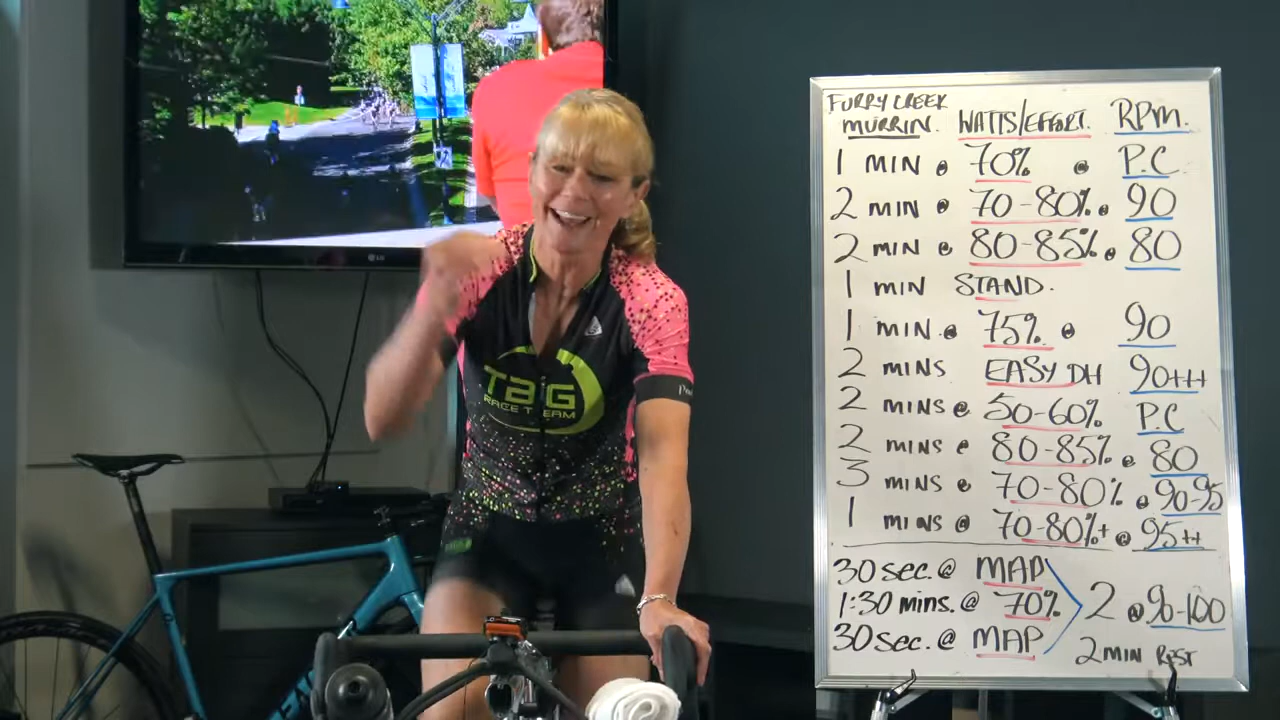 FURRY CREEK
MURRIN. WATTS/EFFORT. RPM.
1 MIN @ 70% @ P.C
2 MIN @ 70-80% @ 90
2 MIN @ 80-85% @ 80
1 MIN STAND.
1 MIN @ 75% @ 90
2 MINS EASY DH 90+++
2 MINS @ 50-60% P.C
2 MINS @ 80-85% @ 80
3 MINS @ 70-80% @ 90-95
1 MINS @ 70-80%+ @ 95++
30 sec. @ MAP
1:30 mins. @ 70% 2 @ 90-100
30 sec. @ MAP
2 MIN REST
TaG
RACE TEAM
LG